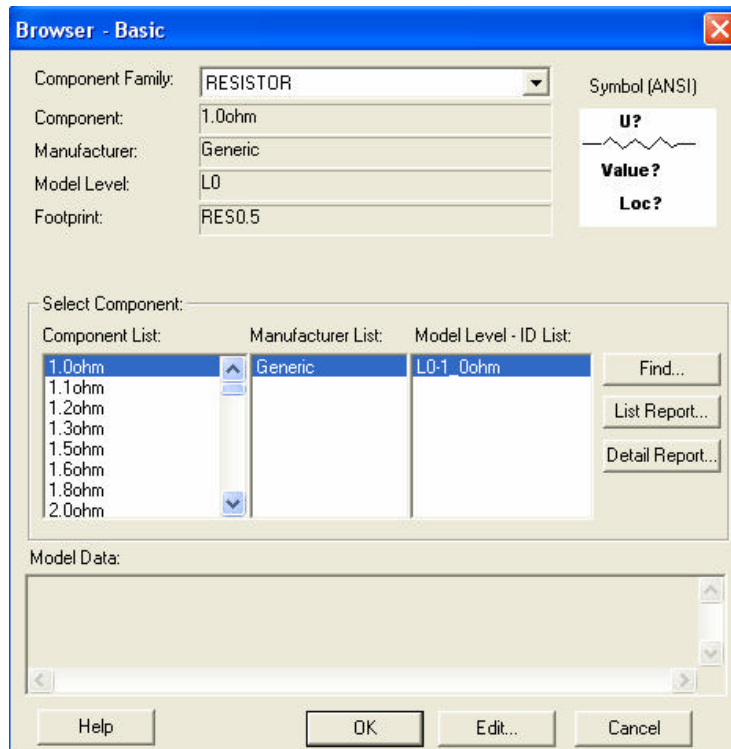 Browser - Basic
Component Family: RESISTOR
Symbol (ANSI)
Component: 1.0ohm
Manufacturer: Generic
Model Level: L0
Footprint: RES0.5
U?
Value?
Loc?
Select Component:
Component List: Manufacturer List: Model Level - ID List:
1.0ohm Generic L0-1_0ohm
1.1ohm
1.2ohm
1.3ohm
1.5ohm
1.6ohm
1.8ohm
2.0ohm
Find...
List Report...
Detail Report...
Model Data:
Help OK Edit... Cancel